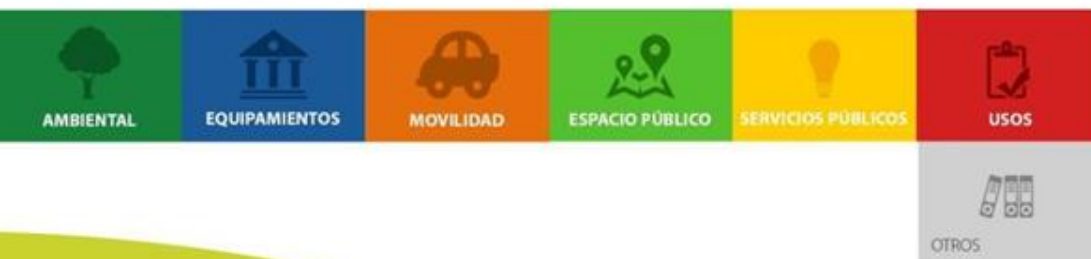 AMBIENTAL
EQUIPAMIENTOS
MOVILIDAD
ESPACIO PÚBLICO
SERVICIOS PÚBLICOS
USOS
OTROS